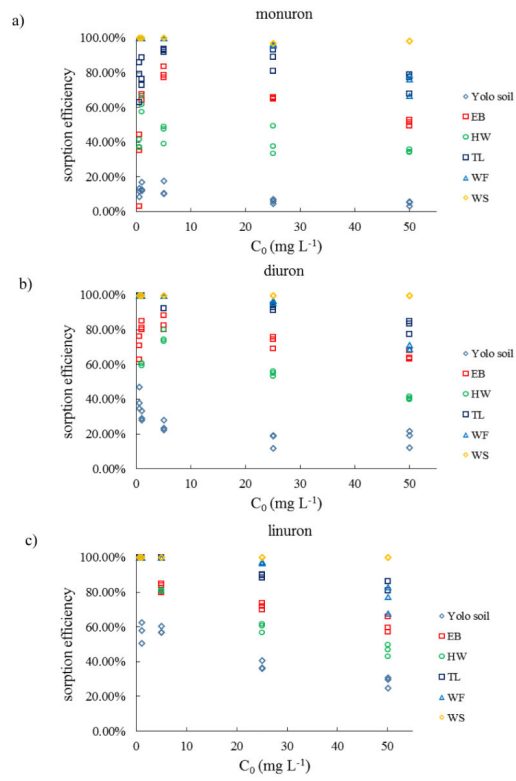 a)
monuron
sorption efficiency
100.00%
80.00%
60.00%
40.00%
20.00%
0.00%
0 10 20 30 40 50
C₀ (mg L⁻¹)
Yolo soil
EB
HW
TL
WF
WS
b)
diuron
sorption efficiency
100.00%
80.00%
60.00%
40.00%
20.00%
0.00%
0 10 20 30 40 50
C₀ (mg L⁻¹)
Yolo soil
EB
HW
TL
WF
WS
c)
linuron
sorption efficiency
100.00%
80.00%
60.00%
40.00%
20.00%
0.00%
0 10 20 30 40 50
C₀ (mg L⁻¹)
Yolo soil
EB
HW
TL
WF
WS